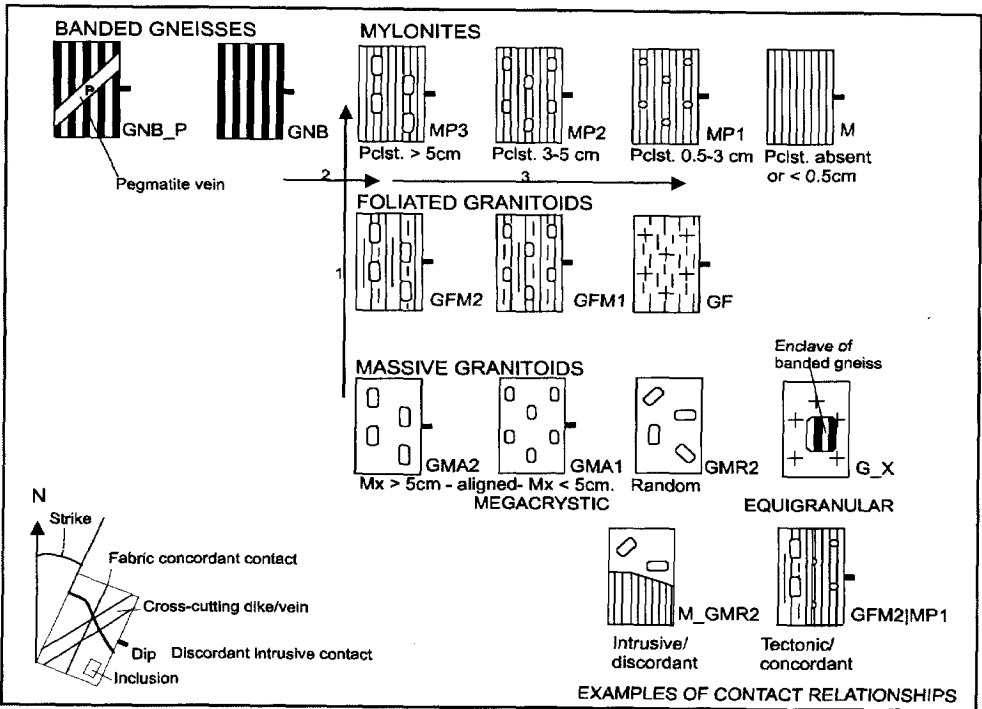 BANDED GNEISSES
MYLONITES
P
GNB_P
GNB
MP3
MP2
MP1
M
Pclst. > 5cm
Pclst. 3-5 cm
Pclst. 0.5-3 cm
Pclst. absent
or < 0.5cm
Pegmatite vein
2
3
FOLIATED GRANITOIDS
1
GFM2
GFM1
GF
Enclave of
banded gneiss
MASSIVE GRANITOIDS
GMA2
GMA1
GMR2
G_X
Mx > 5cm - aligned- Mx < 5cm.
Random
MEGACRYSTIC
EQUIGRANULAR
N
Strike
Fabric concordant contact
Cross-cutting dike/vein
Dip
Discordant Intrusive contact
Inclusion
M_GMR2
GFM2|MP1
Intrusive/
discordant
Tectonic/
concordant
EXAMPLES OF CONTACT RELATIONSHIPS